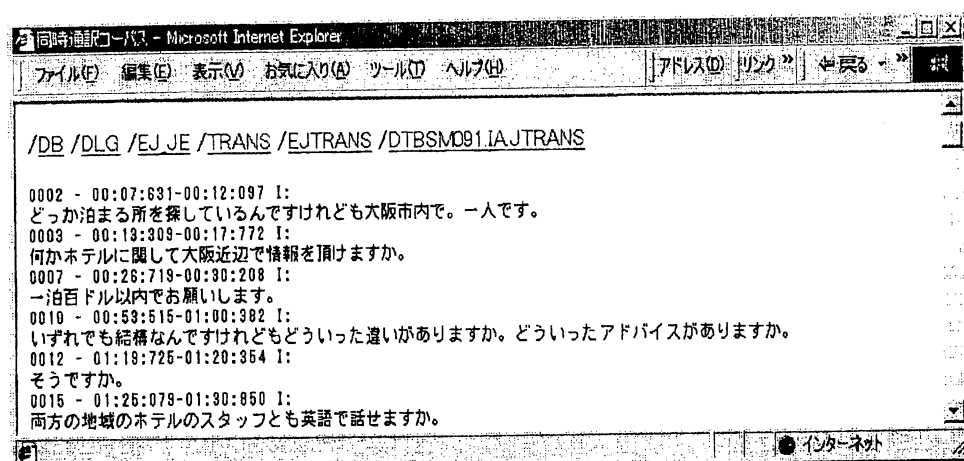 同時通訳コーパス - Microsoft Internet Explorer
ファイル(F) 編集(E) 表示(V) お気に入り(A) ツール(T) ヘルプ(H) アドレス(D) リンク » 戻る »
/DB /DLG /EJ_JE /TRANS /EJTRANS /DTBSM091.IAJTRANS
0002 - 00:07:631-00:12:097 I:
どっか泊まる所を探しているんですけれども大阪市内で。一人です。
0003 - 00:13:309-00:17:772 I:
何かホテルに関して大阪近辺で情報を頂けますか。
0007 - 00:26:719-00:30:208 I:
一泊百ドル以内でお願いします。
0010 - 00:53:515-01:00:382 I:
いずれでも結構なんですけれどもどういった違いがありますか。どういったアドバイスがありますか。
0012 - 01:19:725-01:20:354 I:
そうですか。
0015 - 01:25:079-01:30:850 I:
両方の地域のホテルのスタッフとも英語で話せますか。
インターネット